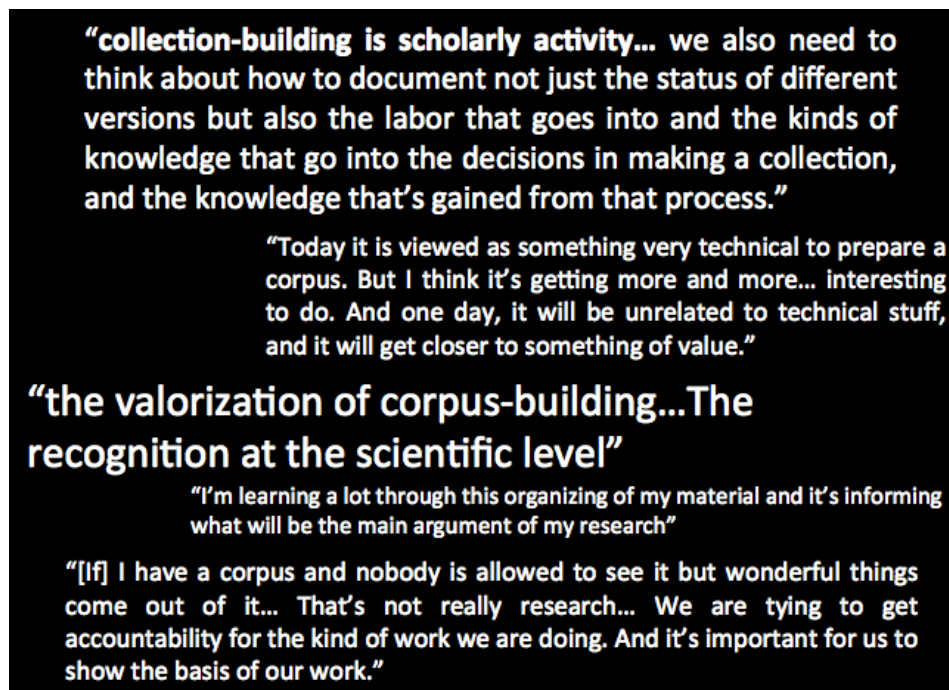 “collection-building is scholarly activity… we also need to
think about how to document not just the status of different
versions but also the labor that goes into and the kinds of
knowledge that go into the decisions in making a collection,
and the knowledge that’s gained from that process.”
“Today it is viewed as something very technical to prepare a
corpus. But I think it’s getting more and more… interesting
to do. And one day, it will be unrelated to technical stuff,
and it will get closer to something of value.”
“the valorization of corpus-building…The
recognition at the scientific level”
“I’m learning a lot through this organizing of my material and it’s informing
what will be the main argument of my research”
“[If] I have a corpus and nobody is allowed to see it but wonderful things
come out of it… That’s not really research… We are tying to get
accountability for the kind of work we are doing. And it’s important for us to
show the basis of our work.”